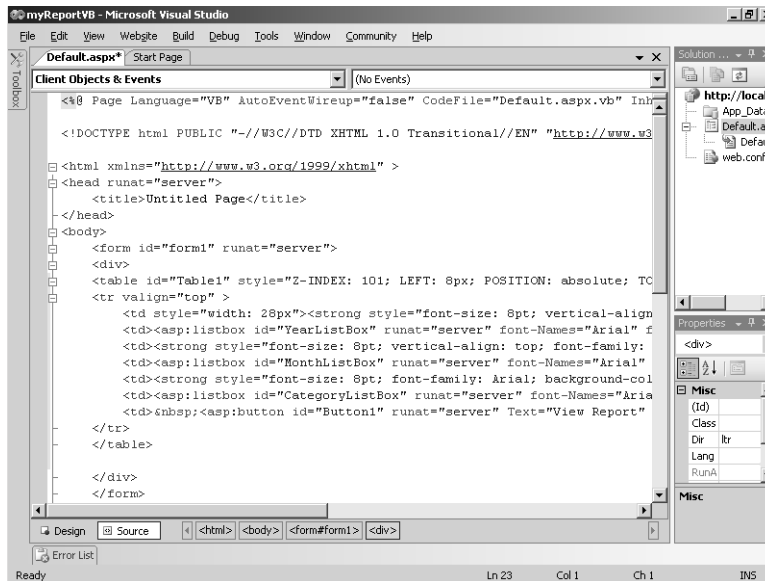 myReportVB - Microsoft Visual Studio
File Edit View Website Build Debug Tools Window Community Help
Toolbox
Default.aspx* Start Page
Client Objects & Events (No Events)
<%@ Page Language="VB" AutoEventWireup="false" CodeFile="Default.aspx.vb" Inh
<!DOCTYPE html PUBLIC "-//W3C//DTD XHTML 1.0 Transitional//EN" "http://www.w3
<html xmlns="http://www.w3.org/1999/xhtml" >
<head runat="server">
<title>Untitled Page</title>
</head>
<body>
<form id="form1" runat="server">
<div>
<table id="Table1" style="Z-INDEX: 101; LEFT: 8px; POSITION: absolute; TO
<tr valign="top" >
<td style="width: 28px"><strong style="font-size: 8pt; vertical-align
<td><asp:listbox id="YearListBox" runat="server" font-Names="Arial" f
<td><strong style="font-size: 8pt; vertical-align: top; font-family:
<td><asp:listbox id="MonthListBox" runat="server" font-Names="Arial"
<td><strong style="font-size: 8pt; font-family: Arial; background-col
<td><asp:listbox id="CategoryListBox" runat="server" font-Names="Aria
<td>&nbsp;<asp:button id="Button1" runat="server" Text="View Report"
</tr>
</table>
</div>
</form>
Design Source <html> <body> <form#form1> <div>
Error List
Ready Ln 23 Col 1 Ch 1 INS
Solution ...
http://local
App_Data
Default.a
Defau
web.conf
Properties
<div>
Misc
(Id)
Class
Dir ltr
Lang
RunA
Misc